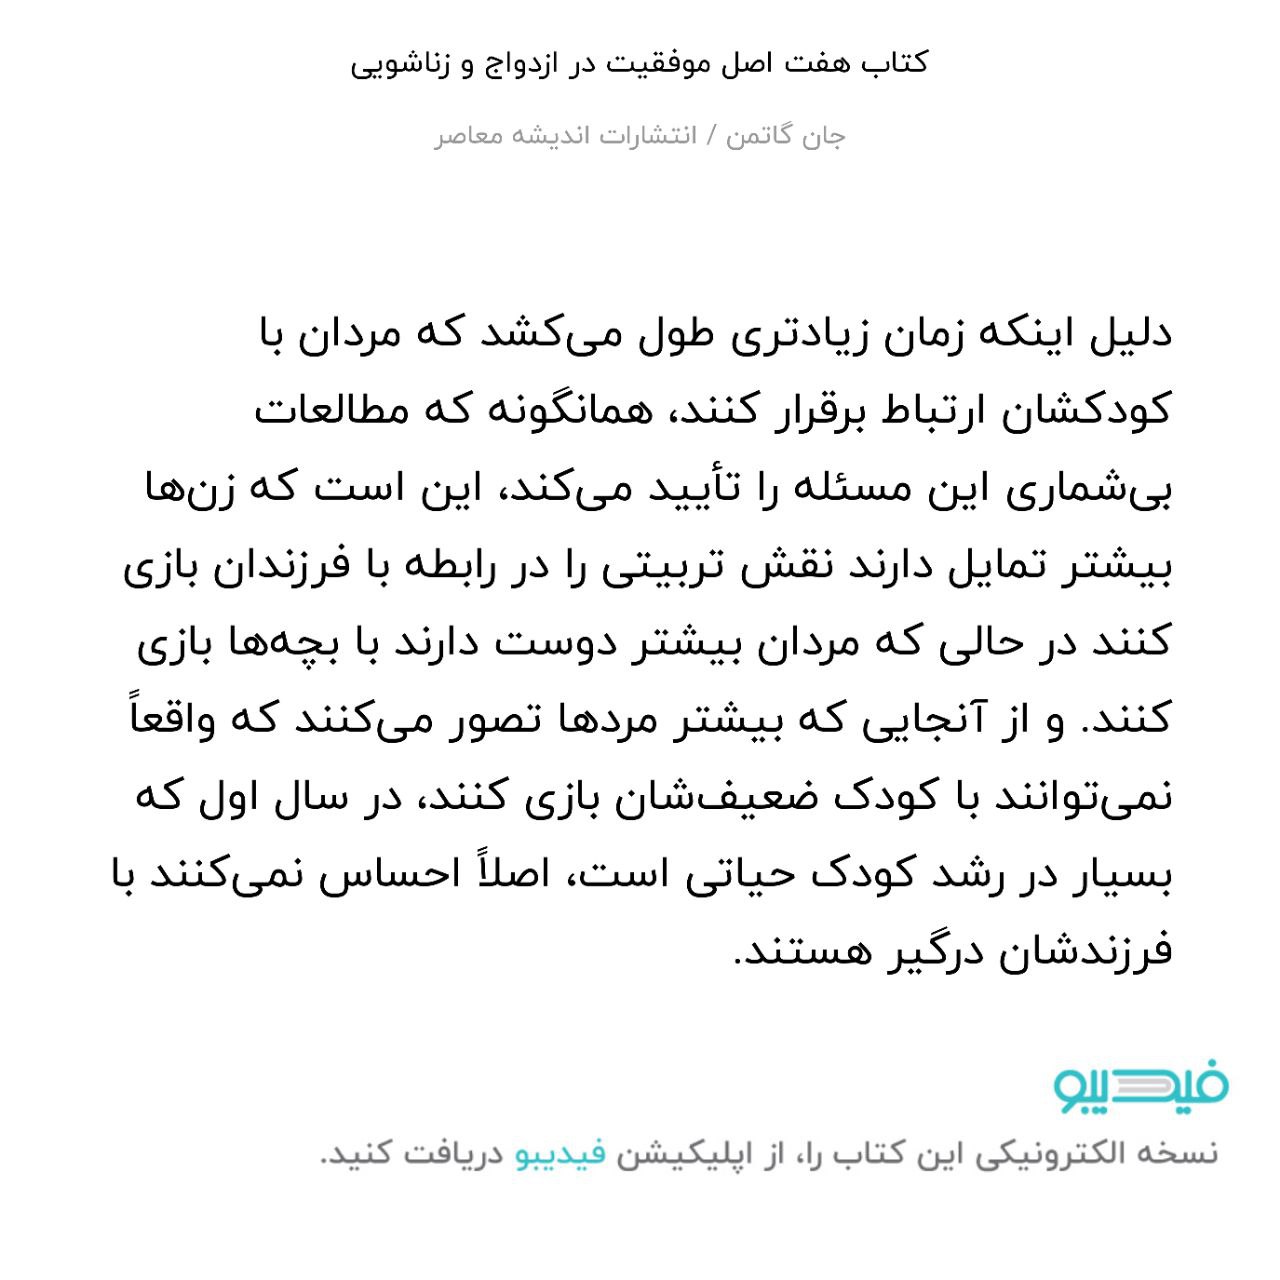 کتاب هفت اصل موفقیت در ازدواج و زناشویی
جان گاتمن / انتشارات اندیشه معاصر
دلیل اینکه زمان زیادتری طول می‌کشد که مردان با
کودکشان ارتباط برقرار کنند، همانگونه که مطالعات
بی‌شماری این مسئله را تأیید می‌کند، این است که زن‌ها
بیشتر تمایل دارند نقش تربیتی را در رابطه با فرزندان بازی
کنند در حالی که مردان بیشتر دوست دارند با بچه‌ها بازی
کنند. و از آنجایی که بیشتر مردها تصور می‌کنند که واقعاً
نمی‌توانند با کودک ضعیف‌شان بازی کنند، در سال اول که
بسیار در رشد کودک حیاتی است، اصلاً احساس نمی‌کنند با
فرزندشان درگیر هستند.
فیدیبو
نسخه الکترونیکی این کتاب را، از اپلیکیشن فیدیبو دریافت کنید.